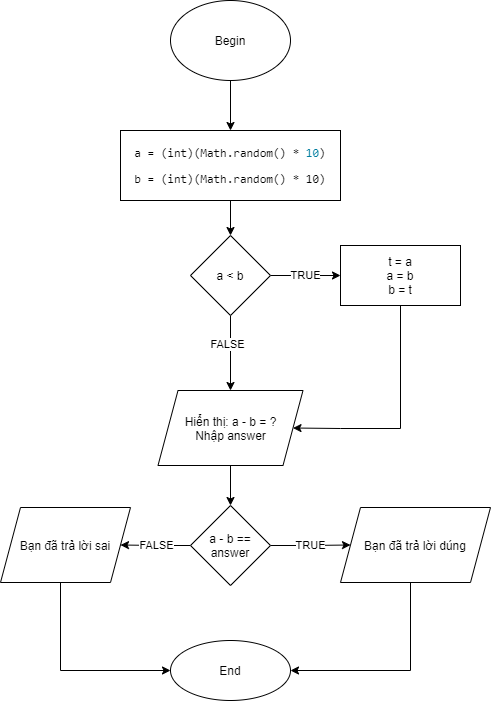 Begin
a = (int)(Math.random() * 10)
b = (int)(Math.random() * 10)
a < b
TRUE
t = a
a = b
b = t
FALSE
Hiển thị: a - b = ?
Nhập answer
Bạn đã trả lời sai
FALSE
a - b ==
answer
TRUE
Bạn đã trả lời dúng
End